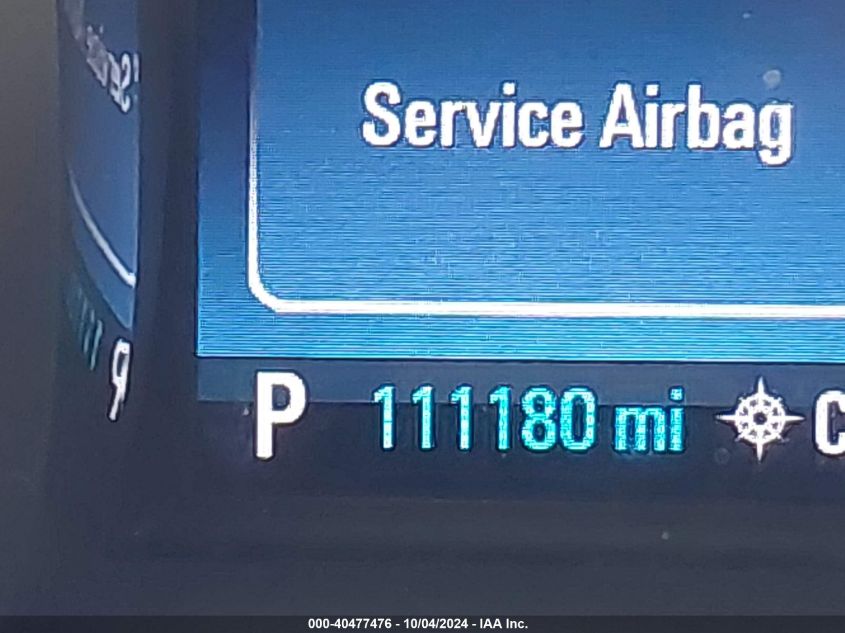 Service Airbag
P 111180 mi C
000-40477476 - 10/04/2024 - IAA Inc.